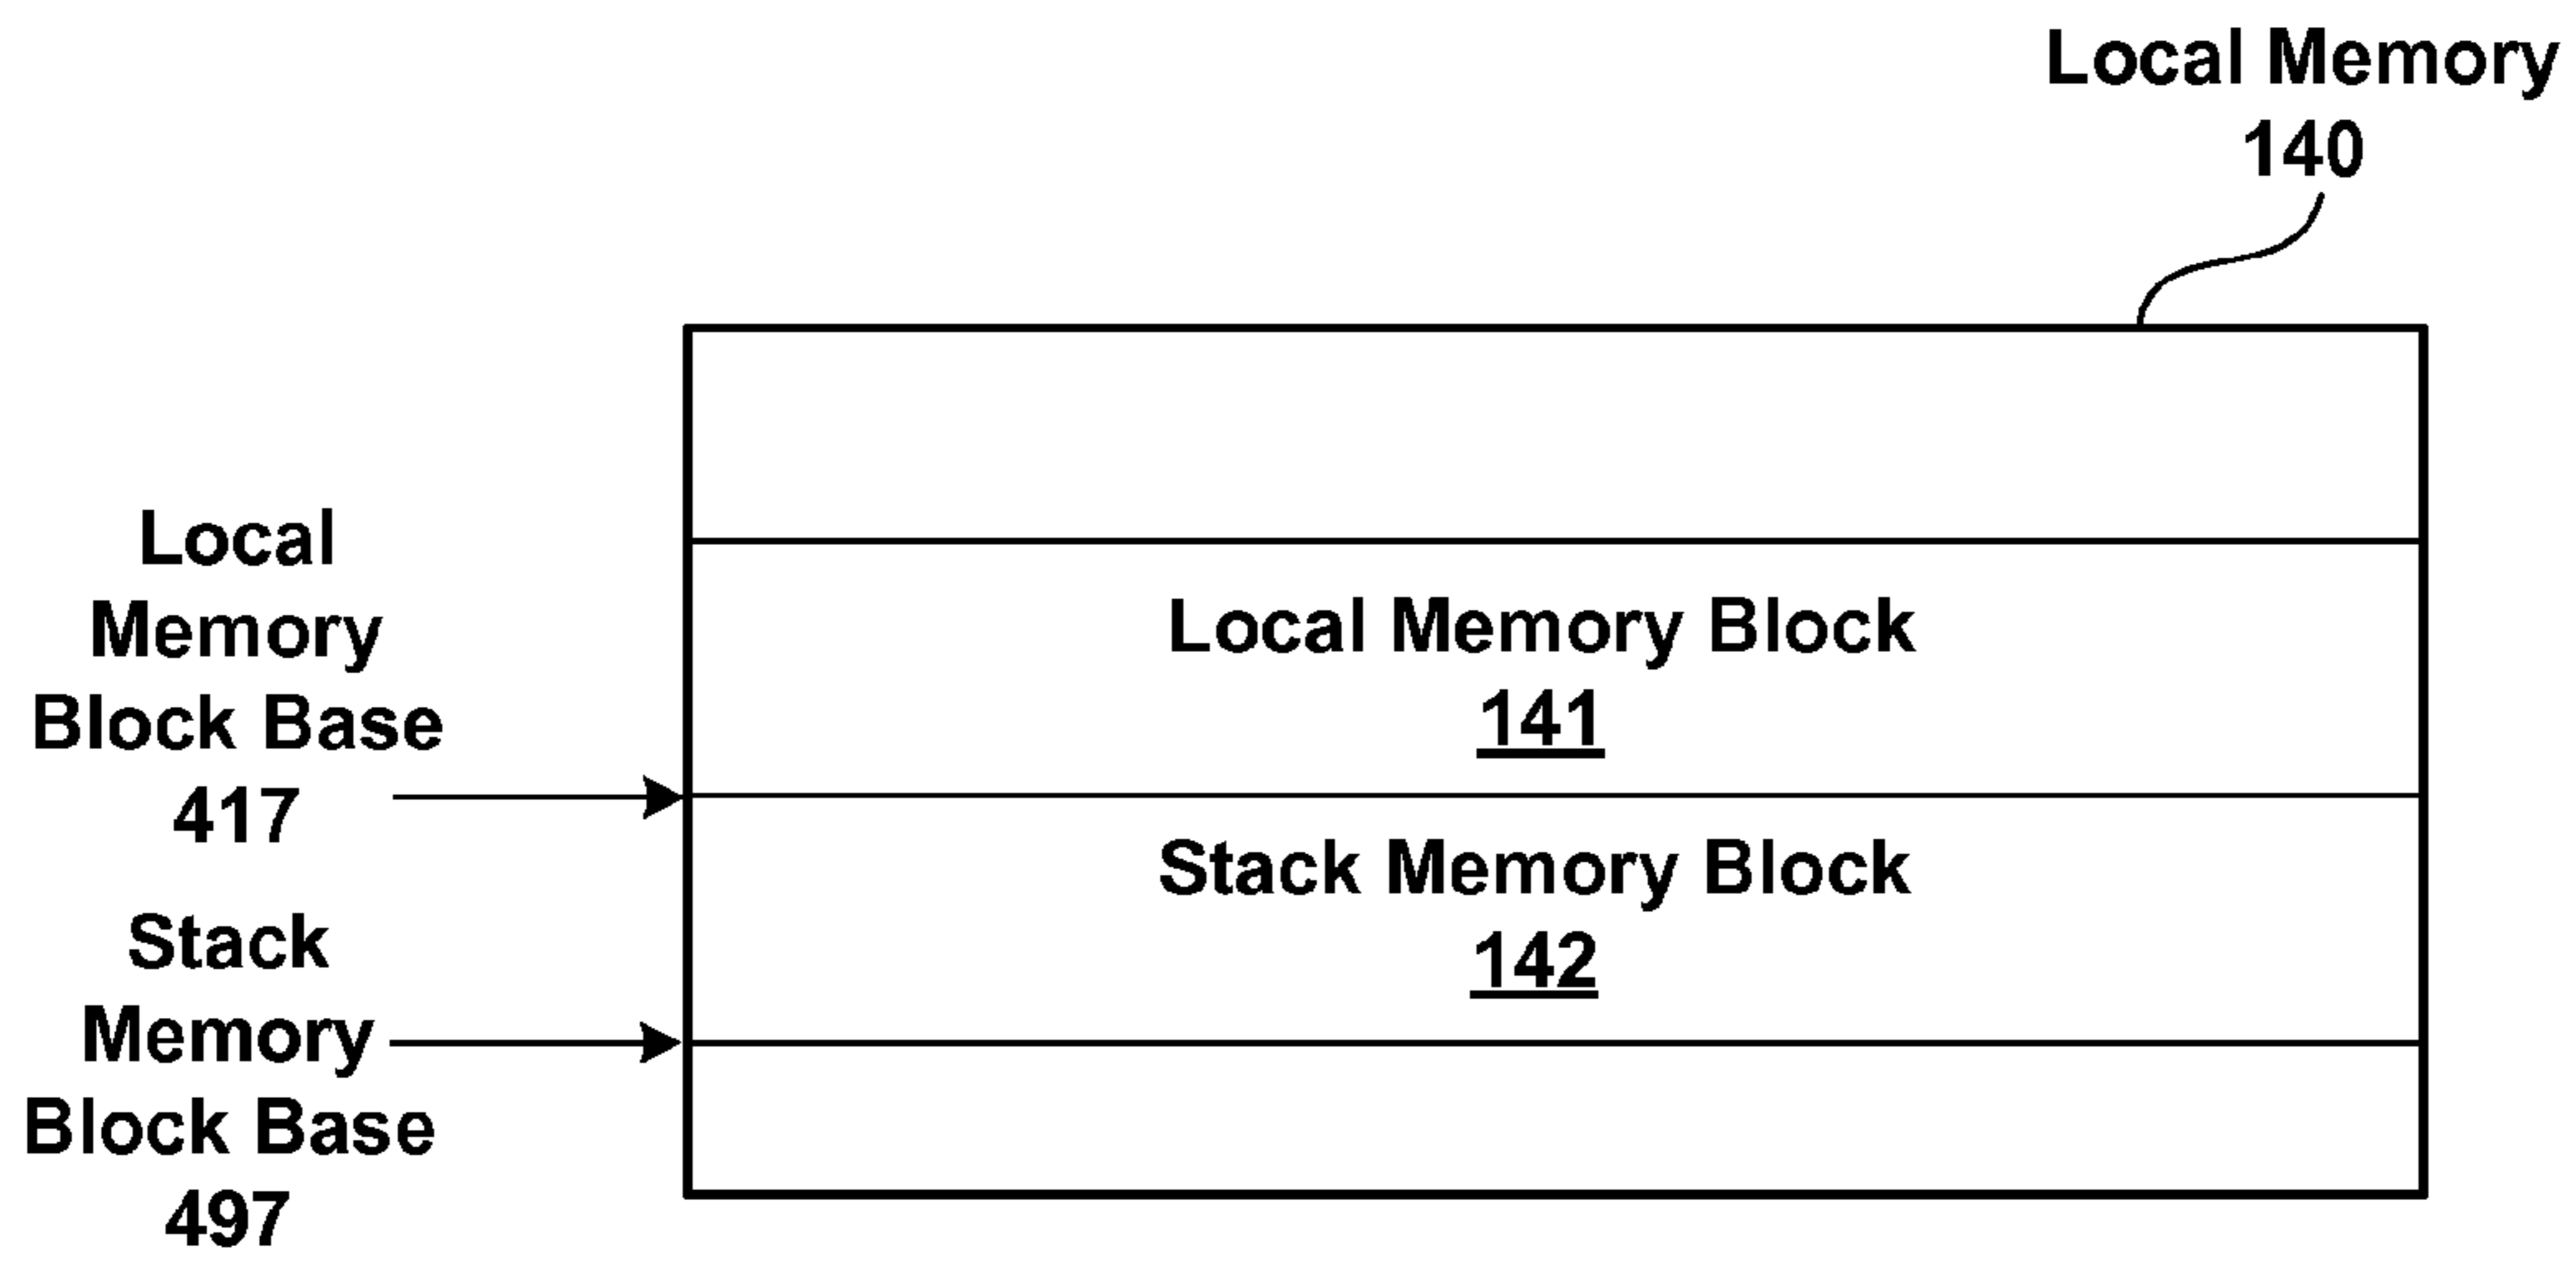 Local Memory
140
Local
Memory
Block Base
417
Local Memory Block
141
Stack Memory Block
142
Stack
Memory
Block Base
497